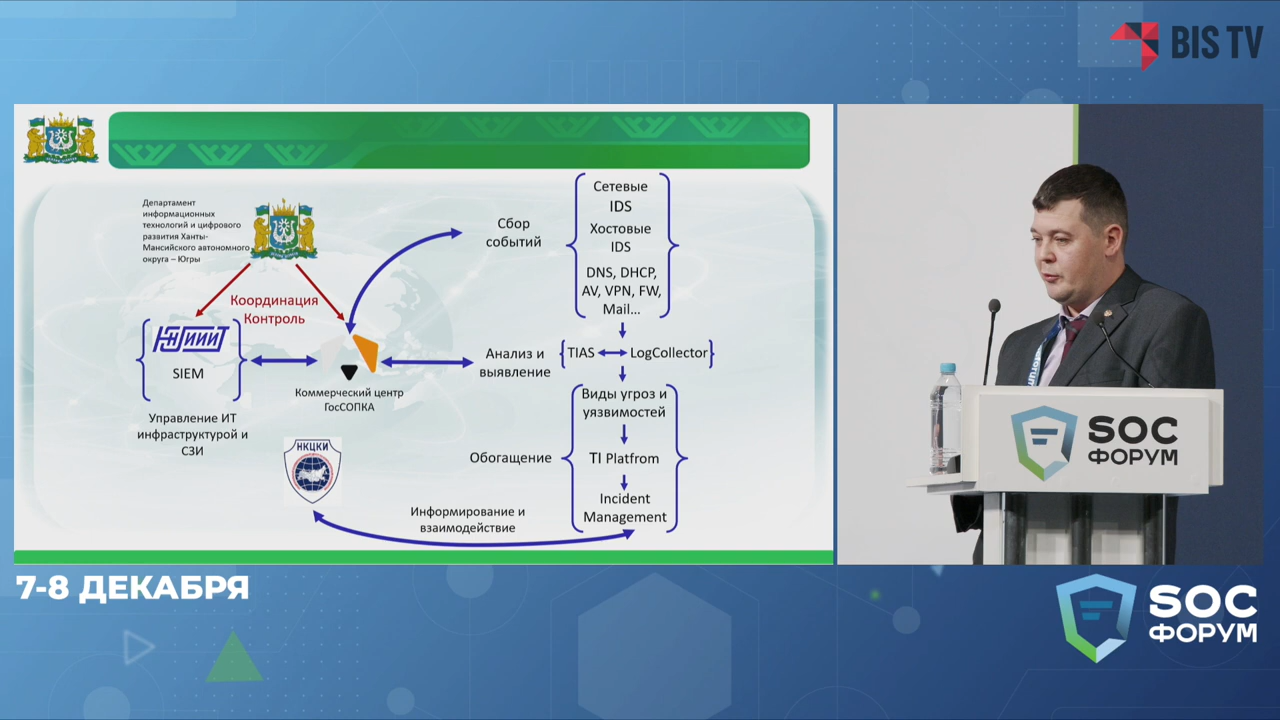 BIS TV
Департамент
информационных
технологий и цифрового
развития Ханты-
Мансийского автономного
округа – Югры
Координация
Контроль
ЮНИИИТ
SIEM
Управление ИТ
инфраструктурой и
СЗИ
Коммерческий центр
ГосСОПКА
НКЦКИ
Информирование и
взаимодействие
Сбор
событий
Анализ и
выявление
Обогащение
Сетевые
IDS
Хостовые
IDS
DNS, DHCP,
AV, VPN, FW,
Mail...
TIAS
LogCollector
Виды угроз и
уязвимостей
TI Platfrom
Incident
Management
SOC
ФОРУМ
7-8 ДЕКАБРЯ
SOC
ФОРУМ